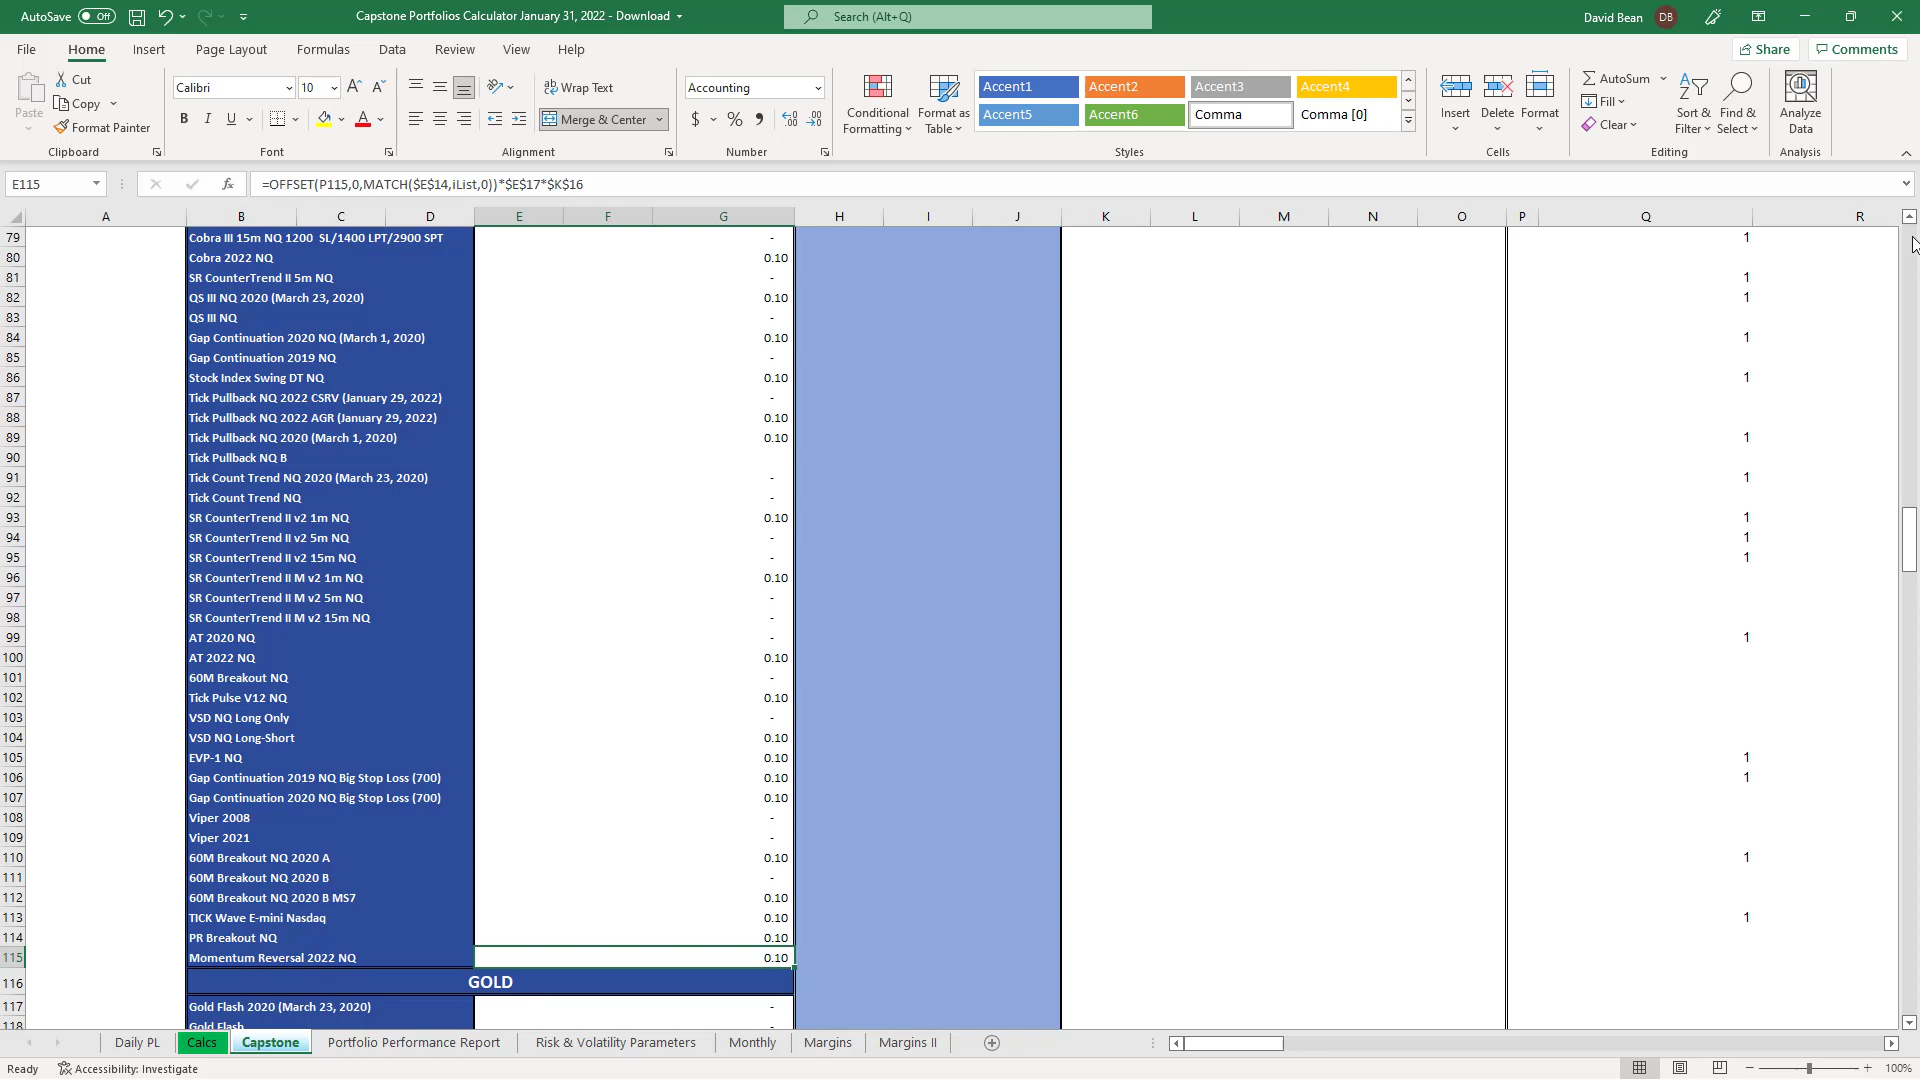 AutoSave Off Capstone Portfolios Calculator January 31, 2022 - Download Search (Alt+Q) David Bean DB
File Home Insert Page Layout Formulas Data Review View Help Share Comments
Paste Cut Copy Format Painter Clipboard
Calibri 10 A A B I U A Font
Wrap Text Merge & Center Alignment
Accounting $ % 9 Number
Conditional Formatting Format as Table Accent1 Accent2 Accent3 Accent4
Accent5 Accent6 Comma Comma [0] Styles
Insert Delete Format Cells
AutoSum Fill Clear Sort & Filter Find & Select Editing
Analyze Data Analysis
E115 fx =OFFSET(P115,0,MATCH($E$14,iList,0))*$E$17*$K$16
A B C D E F G H I J K L M N O P Q R
79 Cobra III 15m NQ 1200 SL/1400 LPT/2900 SPT - 1
80 Cobra 2022 NQ 0.10
81 SR CounterTrend II 5m NQ - 1
82 QS III NQ 2020 (March 23, 2020) 0.10 1
83 QS III NQ -
84 Gap Continuation 2020 NQ (March 1, 2020) 0.10 1
85 Gap Continuation 2019 NQ -
86 Stock Index Swing DT NQ 0.10 1
87 Tick Pullback NQ 2022 CSRV (January 29, 2022) -
88 Tick Pullback NQ 2022 AGR (January 29, 2022) 0.10
89 Tick Pullback NQ 2020 (March 1, 2020) 0.10 1
90 Tick Pullback NQ B
91 Tick Count Trend NQ 2020 (March 23, 2020) - 1
92 Tick Count Trend NQ -
93 SR CounterTrend II v2 1m NQ 0.10 1
94 SR CounterTrend II v2 5m NQ - 1
95 SR CounterTrend II v2 15m NQ - 1
96 SR CounterTrend II M v2 1m NQ 0.10
97 SR CounterTrend II M v2 5m NQ -
98 SR CounterTrend II M v2 15m NQ -
99 AT 2020 NQ - 1
100 AT 2022 NQ 0.10
101 60M Breakout NQ -
102 Tick Pulse V12 NQ 0.10
103 VSD NQ Long Only -
104 VSD NQ Long-Short 0.10
105 EVP-1 NQ 0.10 1
106 Gap Continuation 2019 NQ Big Stop Loss (700) 0.10 1
107 Gap Continuation 2020 NQ Big Stop Loss (700) 0.10
108 Viper 2008 -
109 Viper 2021 -
110 60M Breakout NQ 2020 A 0.10 1
111 60M Breakout NQ 2020 B -
112 60M Breakout NQ 2020 B MS7 0.10
113 TICK Wave E-mini Nasdaq 0.10 1
114 PR Breakout NQ 0.10
115 Momentum Reversal 2022 NQ 0.10
116 GOLD
117 Gold Flash 2020 (March 23, 2020) -
118 Gold Flash -
Daily PL Calcs Capstone Portfolio Performance Report Risk & Volatility Parameters Monthly Margins Margins II
Ready Accessibility: Investigate 100%